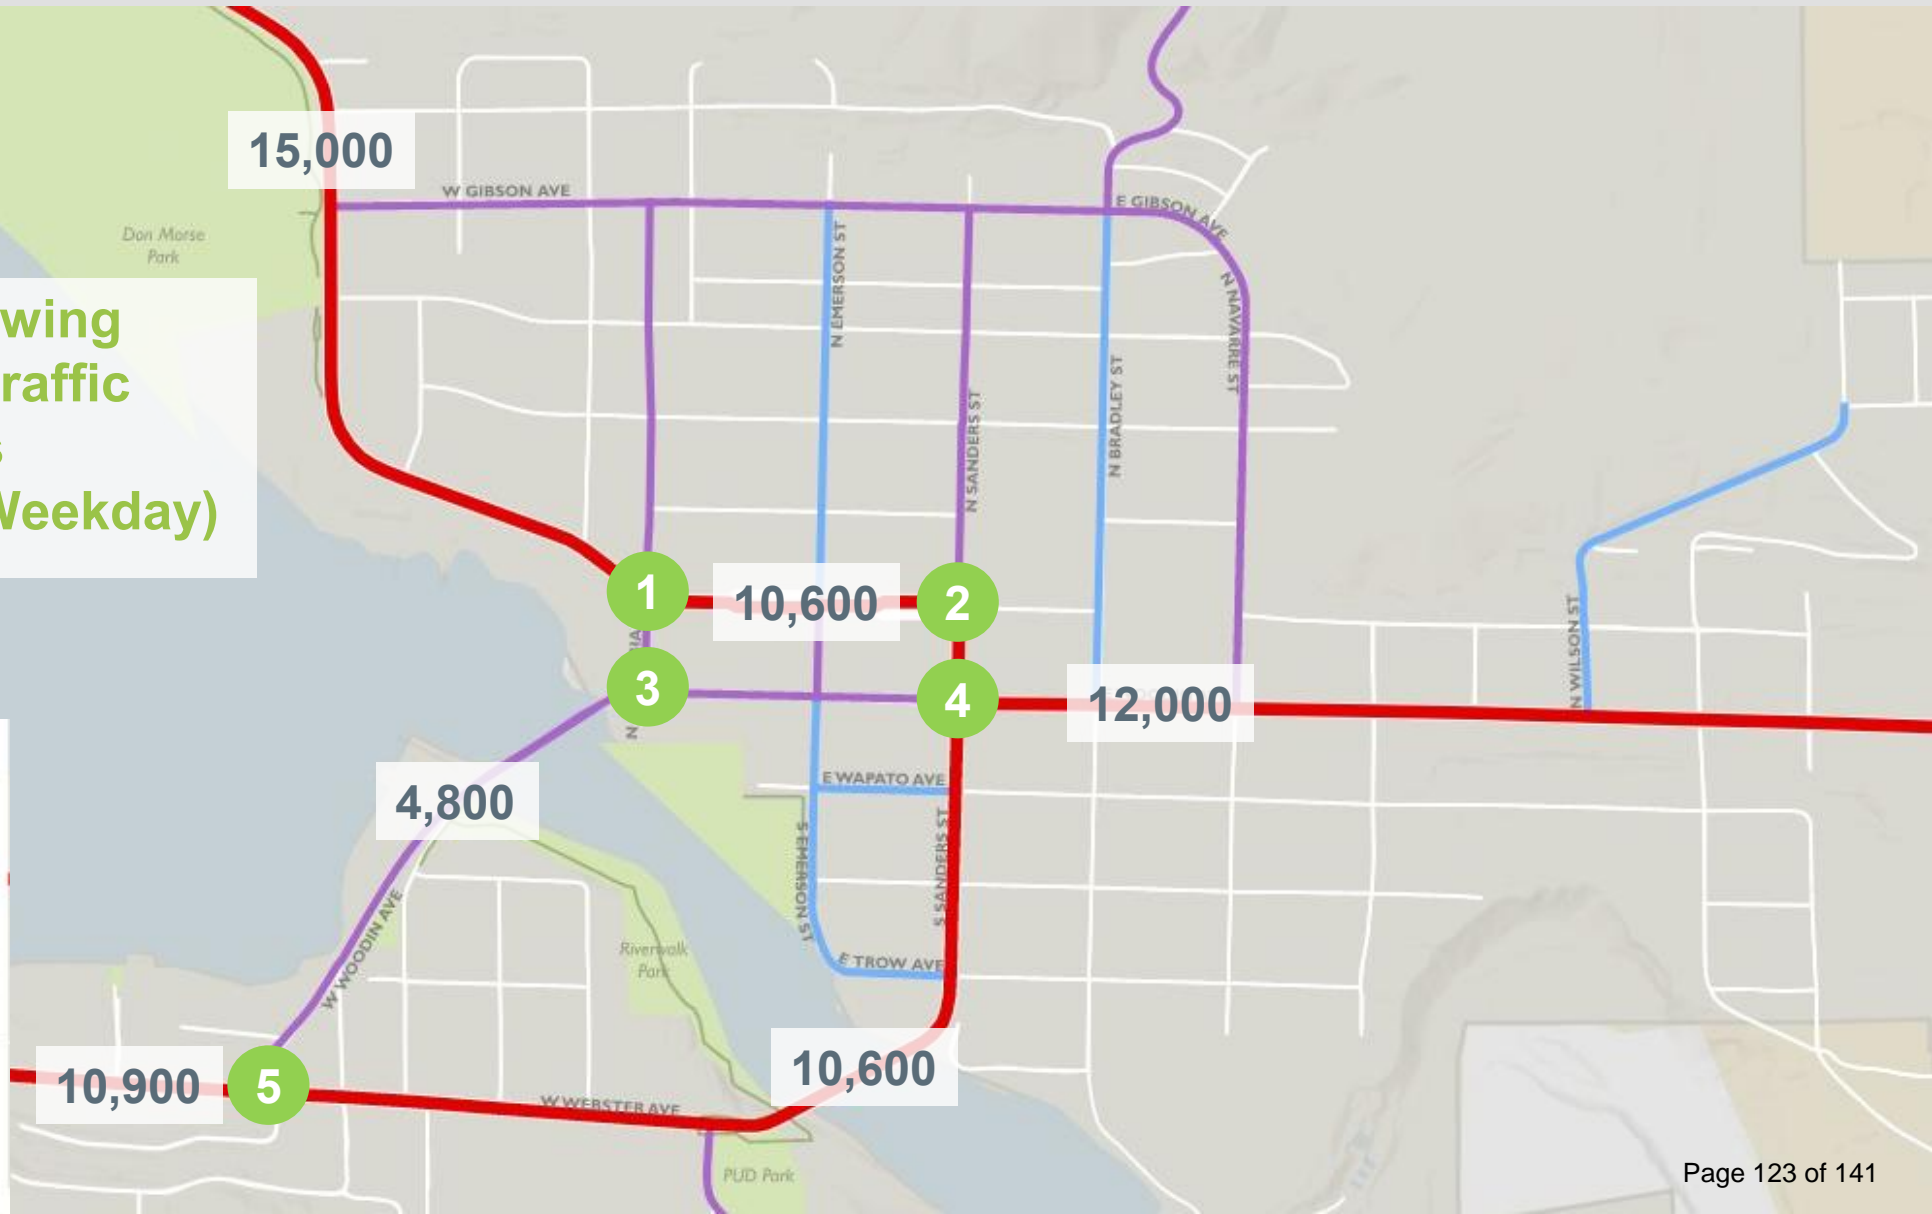 15,000
W GIBSON AVE
E GIBSON AVE
Don Morse
Park
N EMERSON ST
N NAVARRE ST
wing
raffic
Weekday)
N BRADLEY ST
N SANDERS ST
1
10,600
2
N WILSON ST
3
N
4
12,000
E WAPATO AVE
4,800
S EMERSON ST
S SANDERS ST
W WOODIN AVE
Riverwalk
Park
E TROW AVE
10,900
5
10,600
W WEBSTER AVE
PUD Park
Page 123 of 141